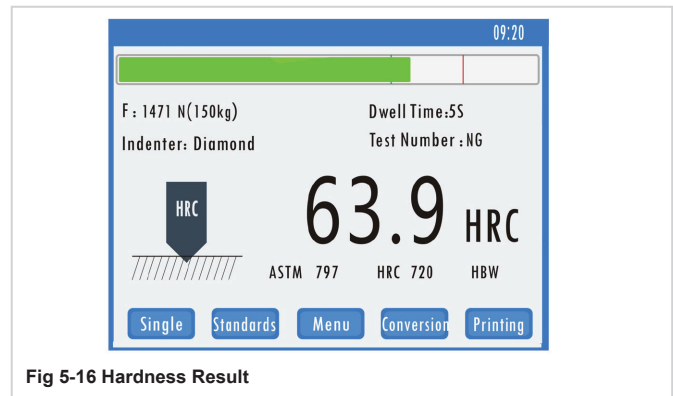 09:20
F : 1471 N(150kg) Dwell Time:5S
Indenter: Diamond Test Number :NG
HRC
63.9 HRC
ASTM 797 HRC 720 HBW
Single Standards Menu Conversion Printing
Fig 5-16 Hardness Result